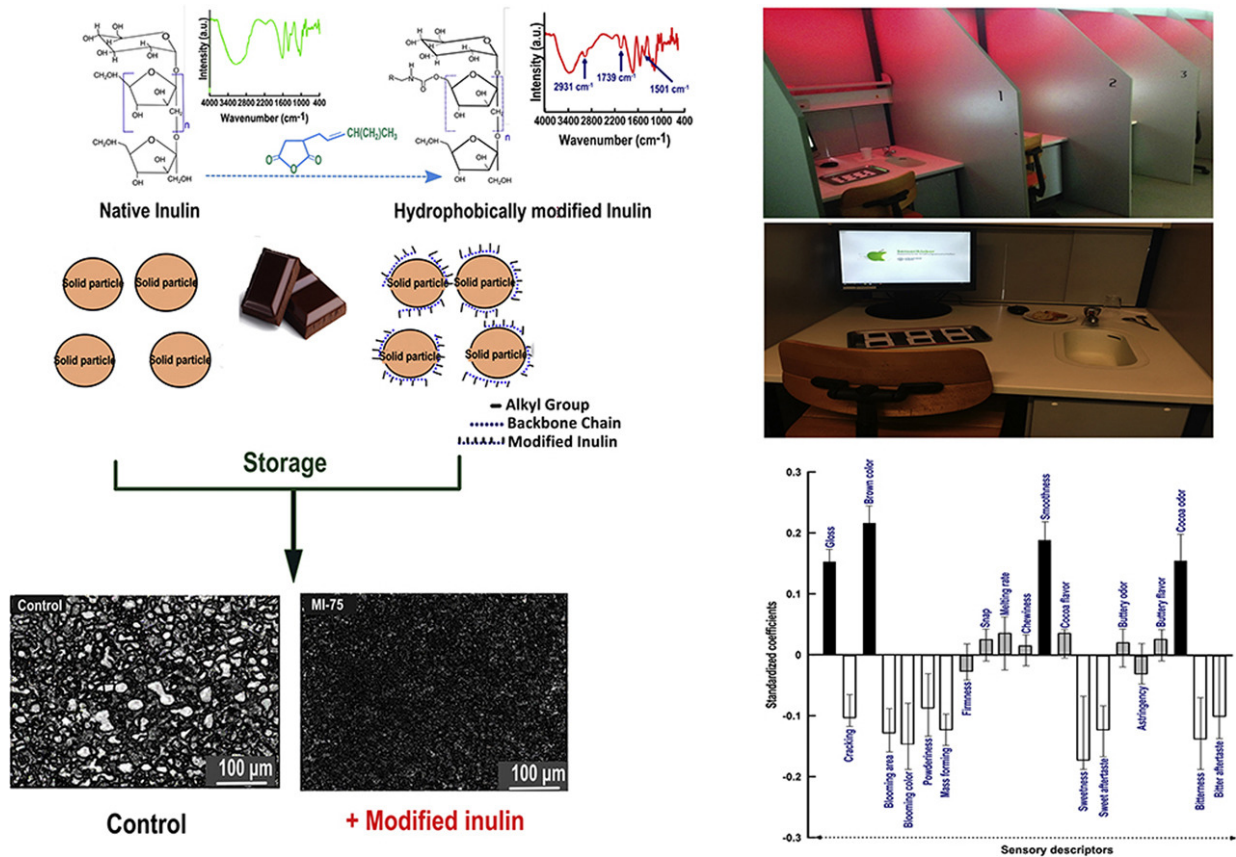 Intensity (a.u.)
4000 3400 2800 2200 1600 1000 400
Wavenumber (cm-1)
Intensity (a.u.)
2931 cm-1
1739 cm-1
1501 cm-1
4000 3400 2800 2200 1600 1000 400
Wavenumber (cm-1)
CH(CH2)CH3
Native Inulin
Hydrophobically modified Inulin
Solid particle
Solid particle
Solid particle
Solid particle
Solid particle
Solid particle
Solid particle
Solid particle
Alkyl Group
Backbone Chain
Modified Inulin
Storage
Control
100 µm
MI-75
100 µm
Control
+ Modified inulin
1
2
3
Standardized coefficients
0.3
0.2
0.1
0
-0.1
-0.2
-0.3
Gloss
Cracking
Brown color
Blooming area
Blooming color
Powderiness
Mass forming
Firmness
Snap
Melting rate
Chewiness
Smoothness
Cocoa flavor
Sweetness
Sweet aftertaste
Buttery odor
Astringency
Buttery flavor
Cocoa odor
Bitterness
Bitter aftertaste
Sensory descriptors